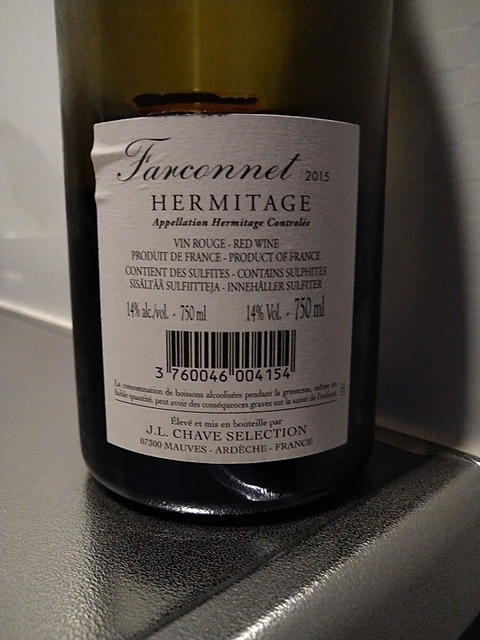 Farconnet 2015
HERMITAGE
Appellation Hermitage Controlée
VIN ROUGE - RED WINE
PRODUIT DE FRANCE - PRODUCT OF FRANCE
CONTIENT DES SULFITES - CONTAINS SULPHITES
SISÄLTÄÄ SULFIITTEJA - INNEHÅLLER SULFITER
14% alc./vol. - 750 ml 14% Vol. - 750 ml
3 760046 004154
La consommation de boissons alcoolisées pendant la grossesse, même en
faible quantité, peut avoir des conséquences graves sur la santé de l'enfant.
Élevé et mis en bouteille par
J.L. CHAVE SELECTION
07300 MAUVES - ARDÈCHE - FRANCE